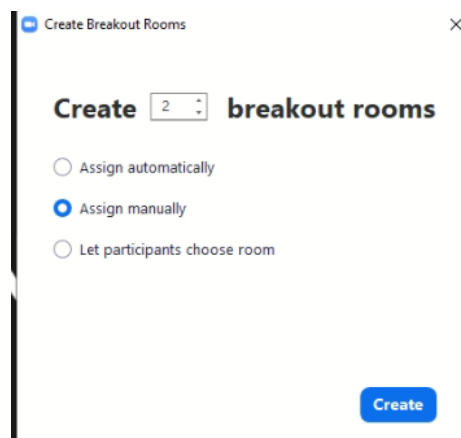 Create Breakout Rooms
Create 2 breakout rooms
Assign automatically
Assign manually
Let participants choose room
Create